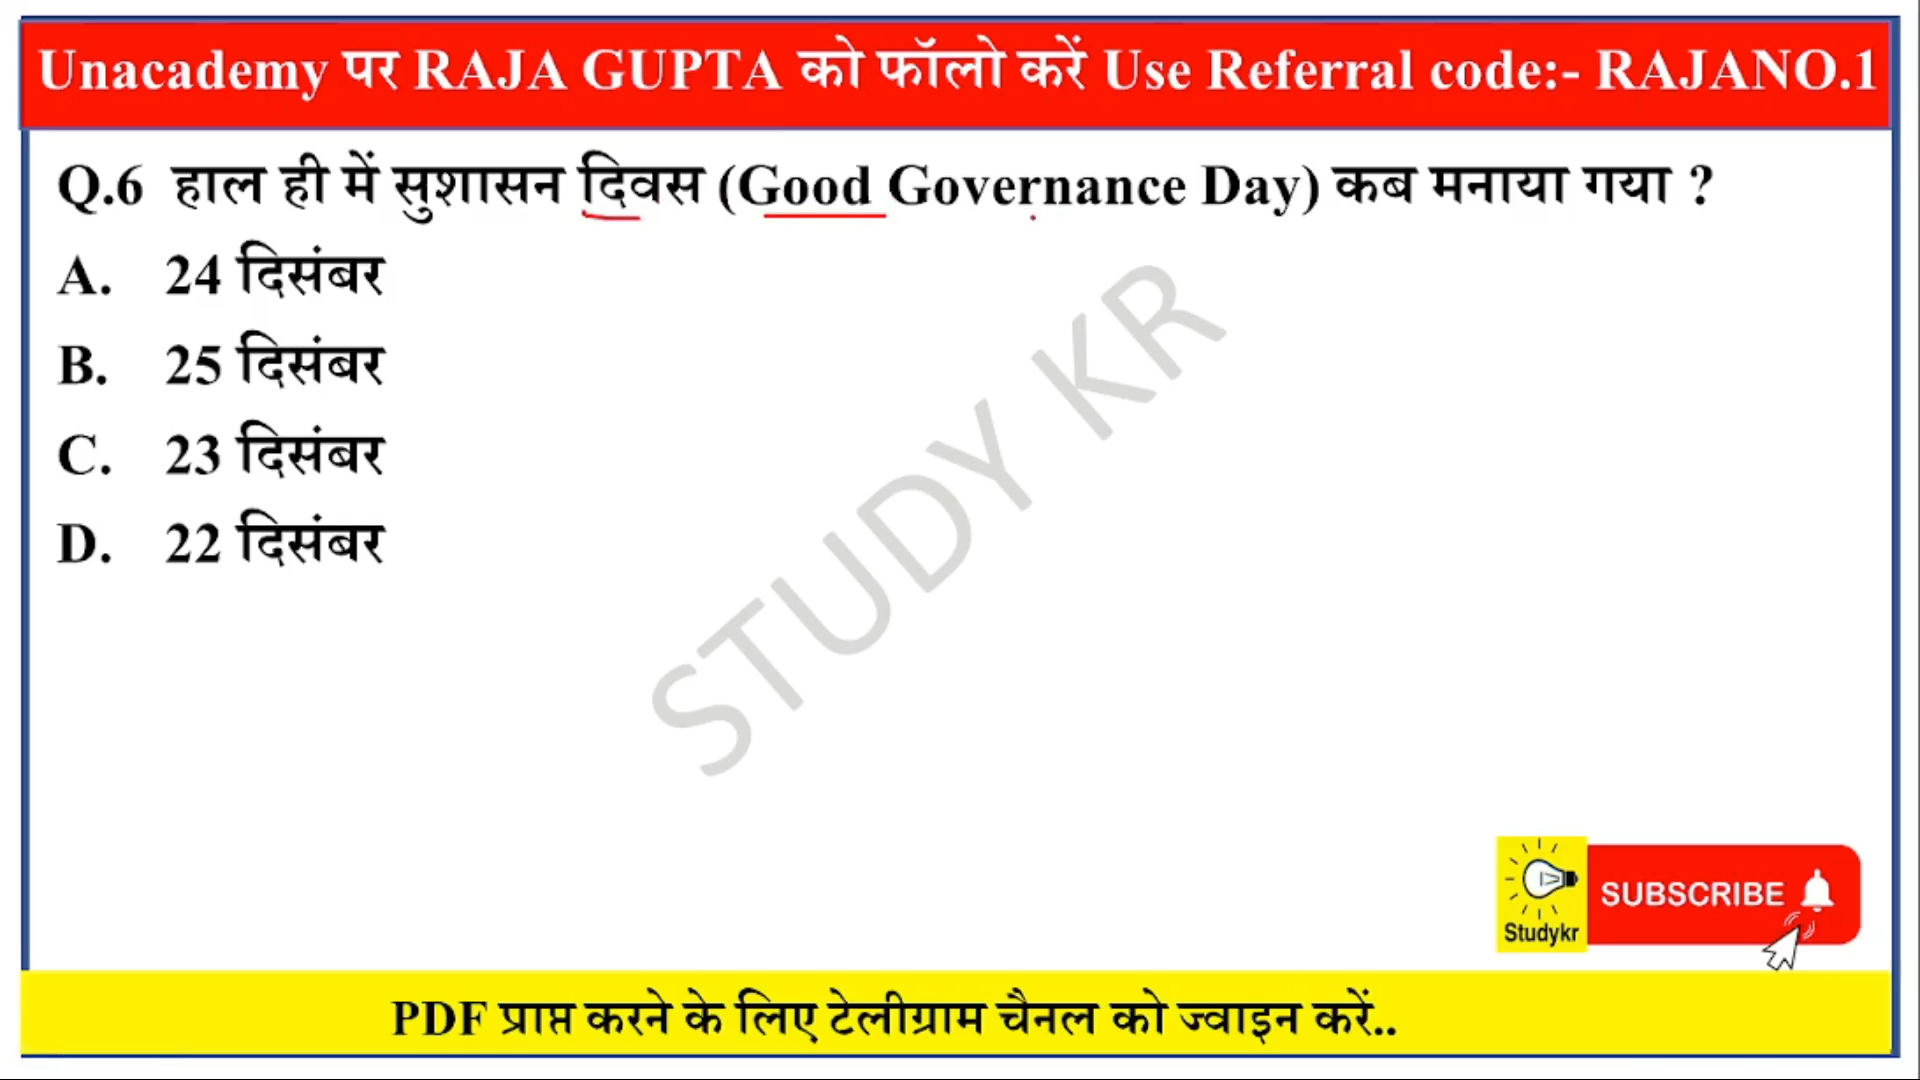 Unacademy पर RAJA GUPTA को फॉलो करें Use Referral code:- RAJANO.1
Q.6 हाल ही में सुशासन दिवस (Good Governance Day) कब मनाया गया ?
A. 24 दिसंबर
B. 25 दिसंबर
C. 23 दिसंबर
D. 22 दिसंबर
STUDY KR
SUBSCRIBE
Studykr
PDF प्राप्त करने के लिए टेलीग्राम चैनल को ज्वाइन करें..